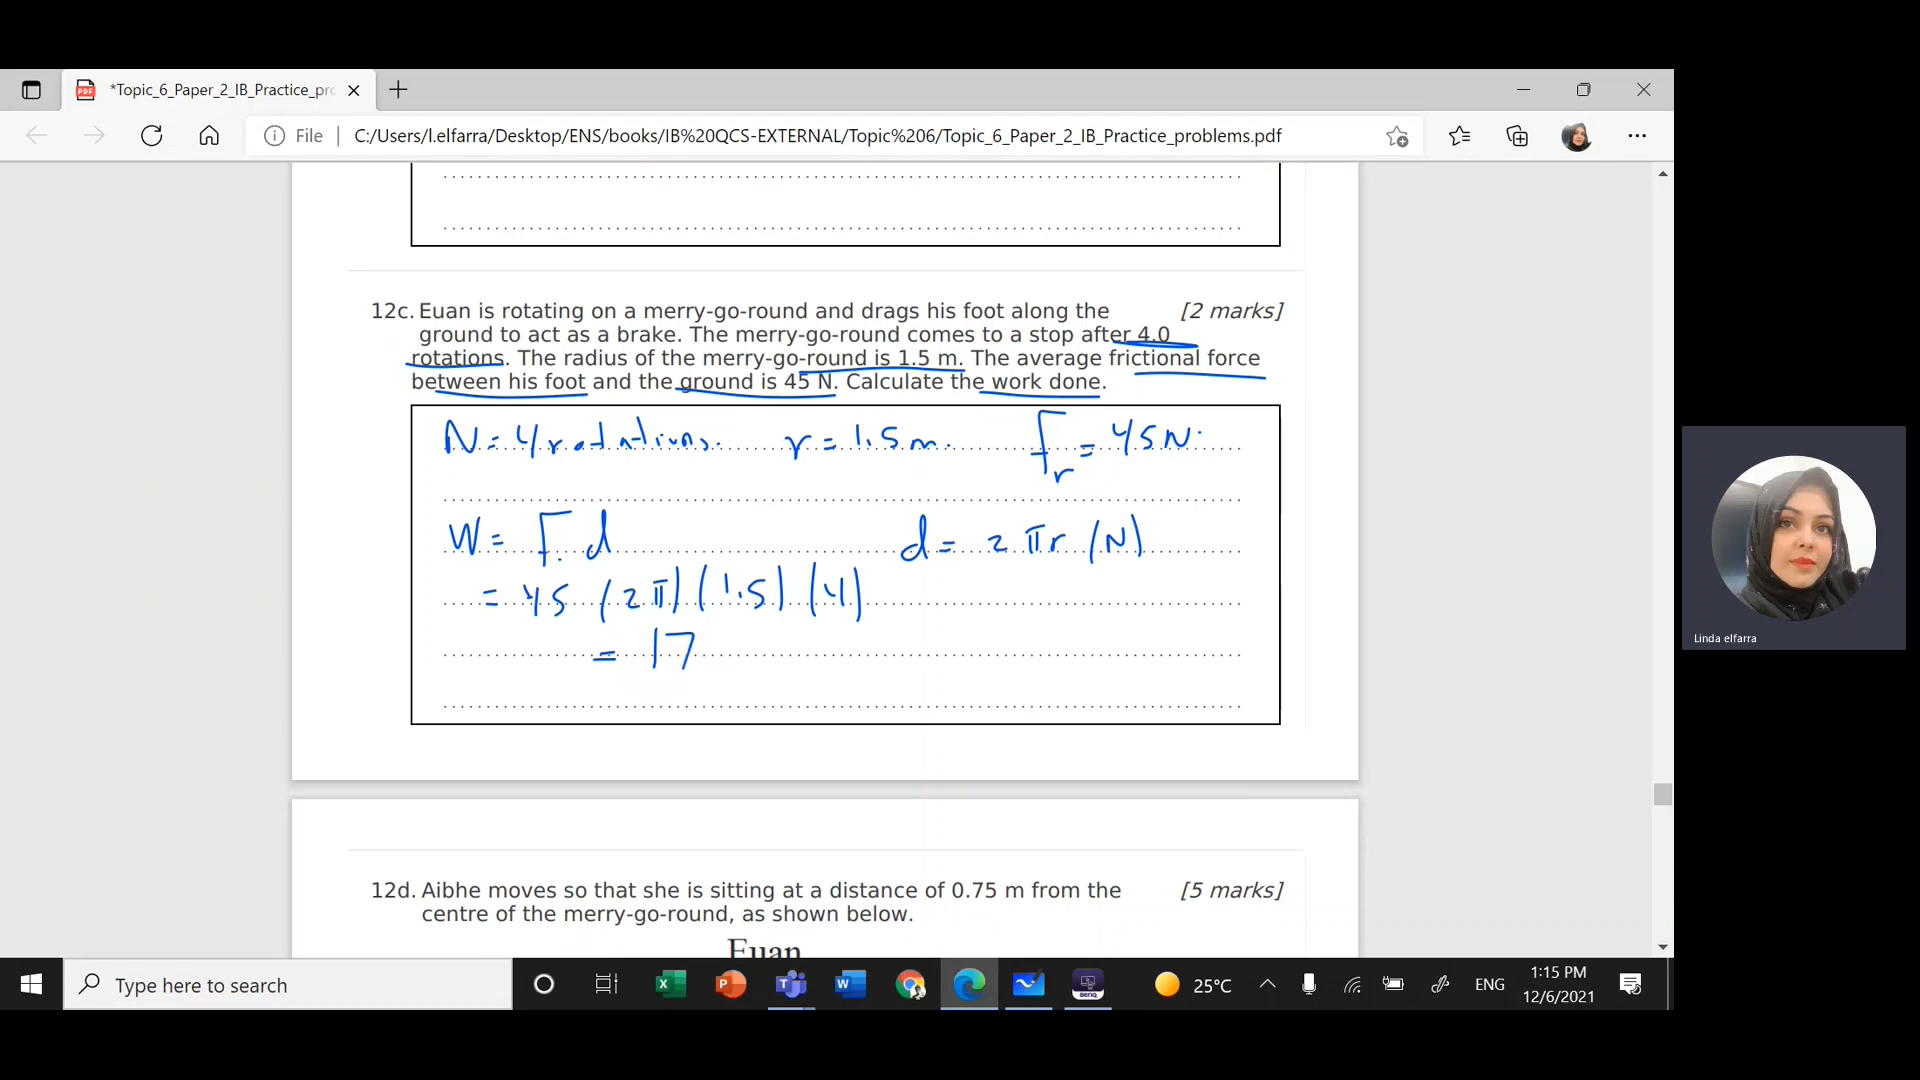 *Topic_6_Paper_2_IB_Practice_pro
File
C:/Users/l.elfarra/Desktop/ENS/books/IB%20QCS-EXTERNAL/Topic%206/Topic_6_Paper_2_IB_Practice_problems.pdf
12c. Euan is rotating on a merry-go-round and drags his foot along the [2 marks]
ground to act as a brake. The merry-go-round comes to a stop after 4.0
rotations. The radius of the merry-go-round is 1.5 m. The average frictional force
between his foot and the ground is 45 N. Calculate the work done.
N = 4 rotations. r = 1.5 m. Fr = 45 N.
W = F. d d = 2 πr (N)
= 45 (2π) (1.5) (4)
= 17
Linda elfarra
12d. Aibhe moves so that she is sitting at a distance of 0.75 m from the [5 marks]
centre of the merry-go-round, as shown below.
Euan
Type here to search
25°C
ENG
1:15 PM
12/6/2021